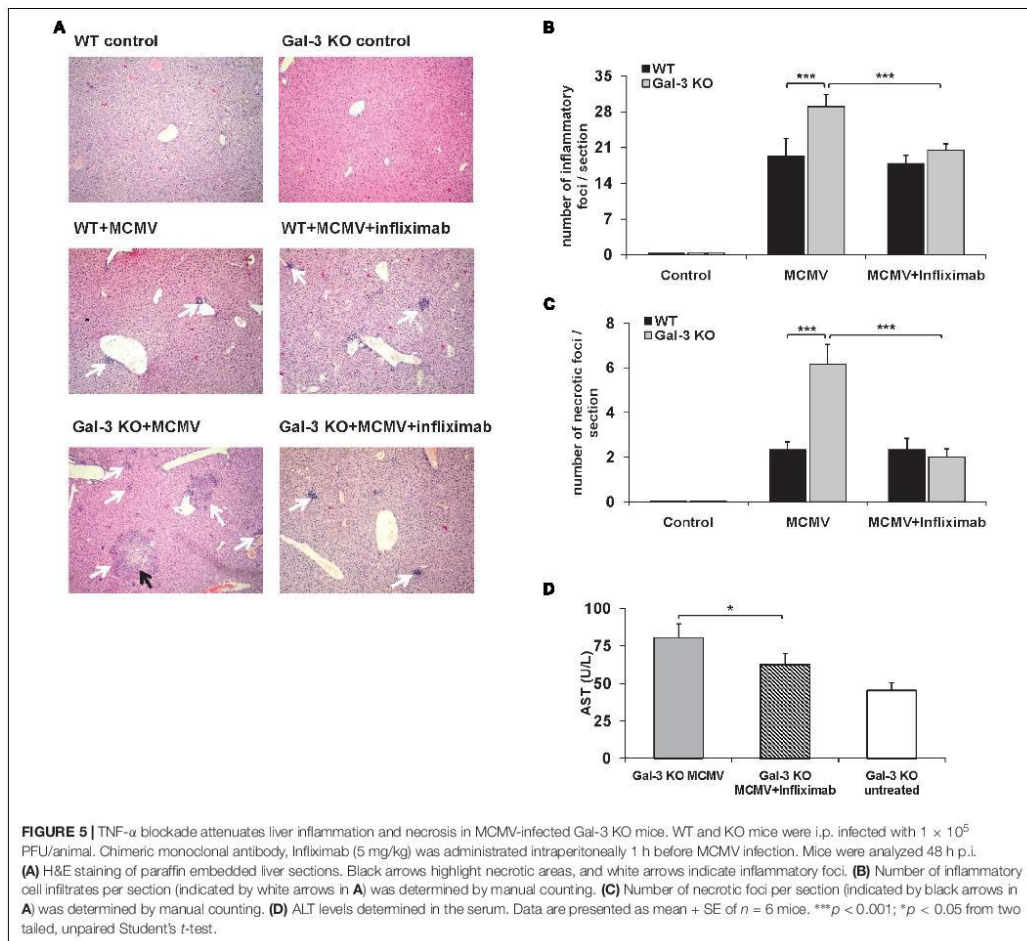 A
WT control
Gal-3 KO control
WT+MCMV
WT+MCMV+infliximab
Gal-3 KO+MCMV
Gal-3 KO+MCMV+infliximab
B
number of inflammatory
foci / section
35
28
21
14
7
0
WT
Gal-3 KO
***
***
Control
MCMV
MCMV+Infliximab
C
number of necrotic foci /
section
8
6
4
2
0
WT
Gal-3 KO
***
***
Control
MCMV
MCMV+Infliximab
D
AST (U/L)
100
75
50
25
0
*
Gal-3 KO MCMV
Gal-3 KO
MCMV+Infliximab
Gal-3 KO
untreated
FIGURE 5 | TNF-α blockade attenuates liver inflammation and necrosis in MCMV-infected Gal-3 KO mice. WT and KO mice were i.p. infected with 1 × 10⁵
PFU/animal. Chimeric monoclonal antibody, Infliximab (5 mg/kg) was administrated intraperitoneally 1 h before MCMV infection. Mice were analyzed 48 h p.i.
(A) H&E staining of paraffin embedded liver sections. Black arrows highlight necrotic areas, and white arrows indicate inflammatory foci. (B) Number of inflammatory
cell infiltrates per section (indicated by white arrows in A) was determined by manual counting. (C) Number of necrotic foci per section (indicated by black arrows in
A) was determined by manual counting. (D) ALT levels determined in the serum. Data are presented as mean + SE of n = 6 mice. ***p < 0.001; *p < 0.05 from two
tailed, unpaired Student's t-test.